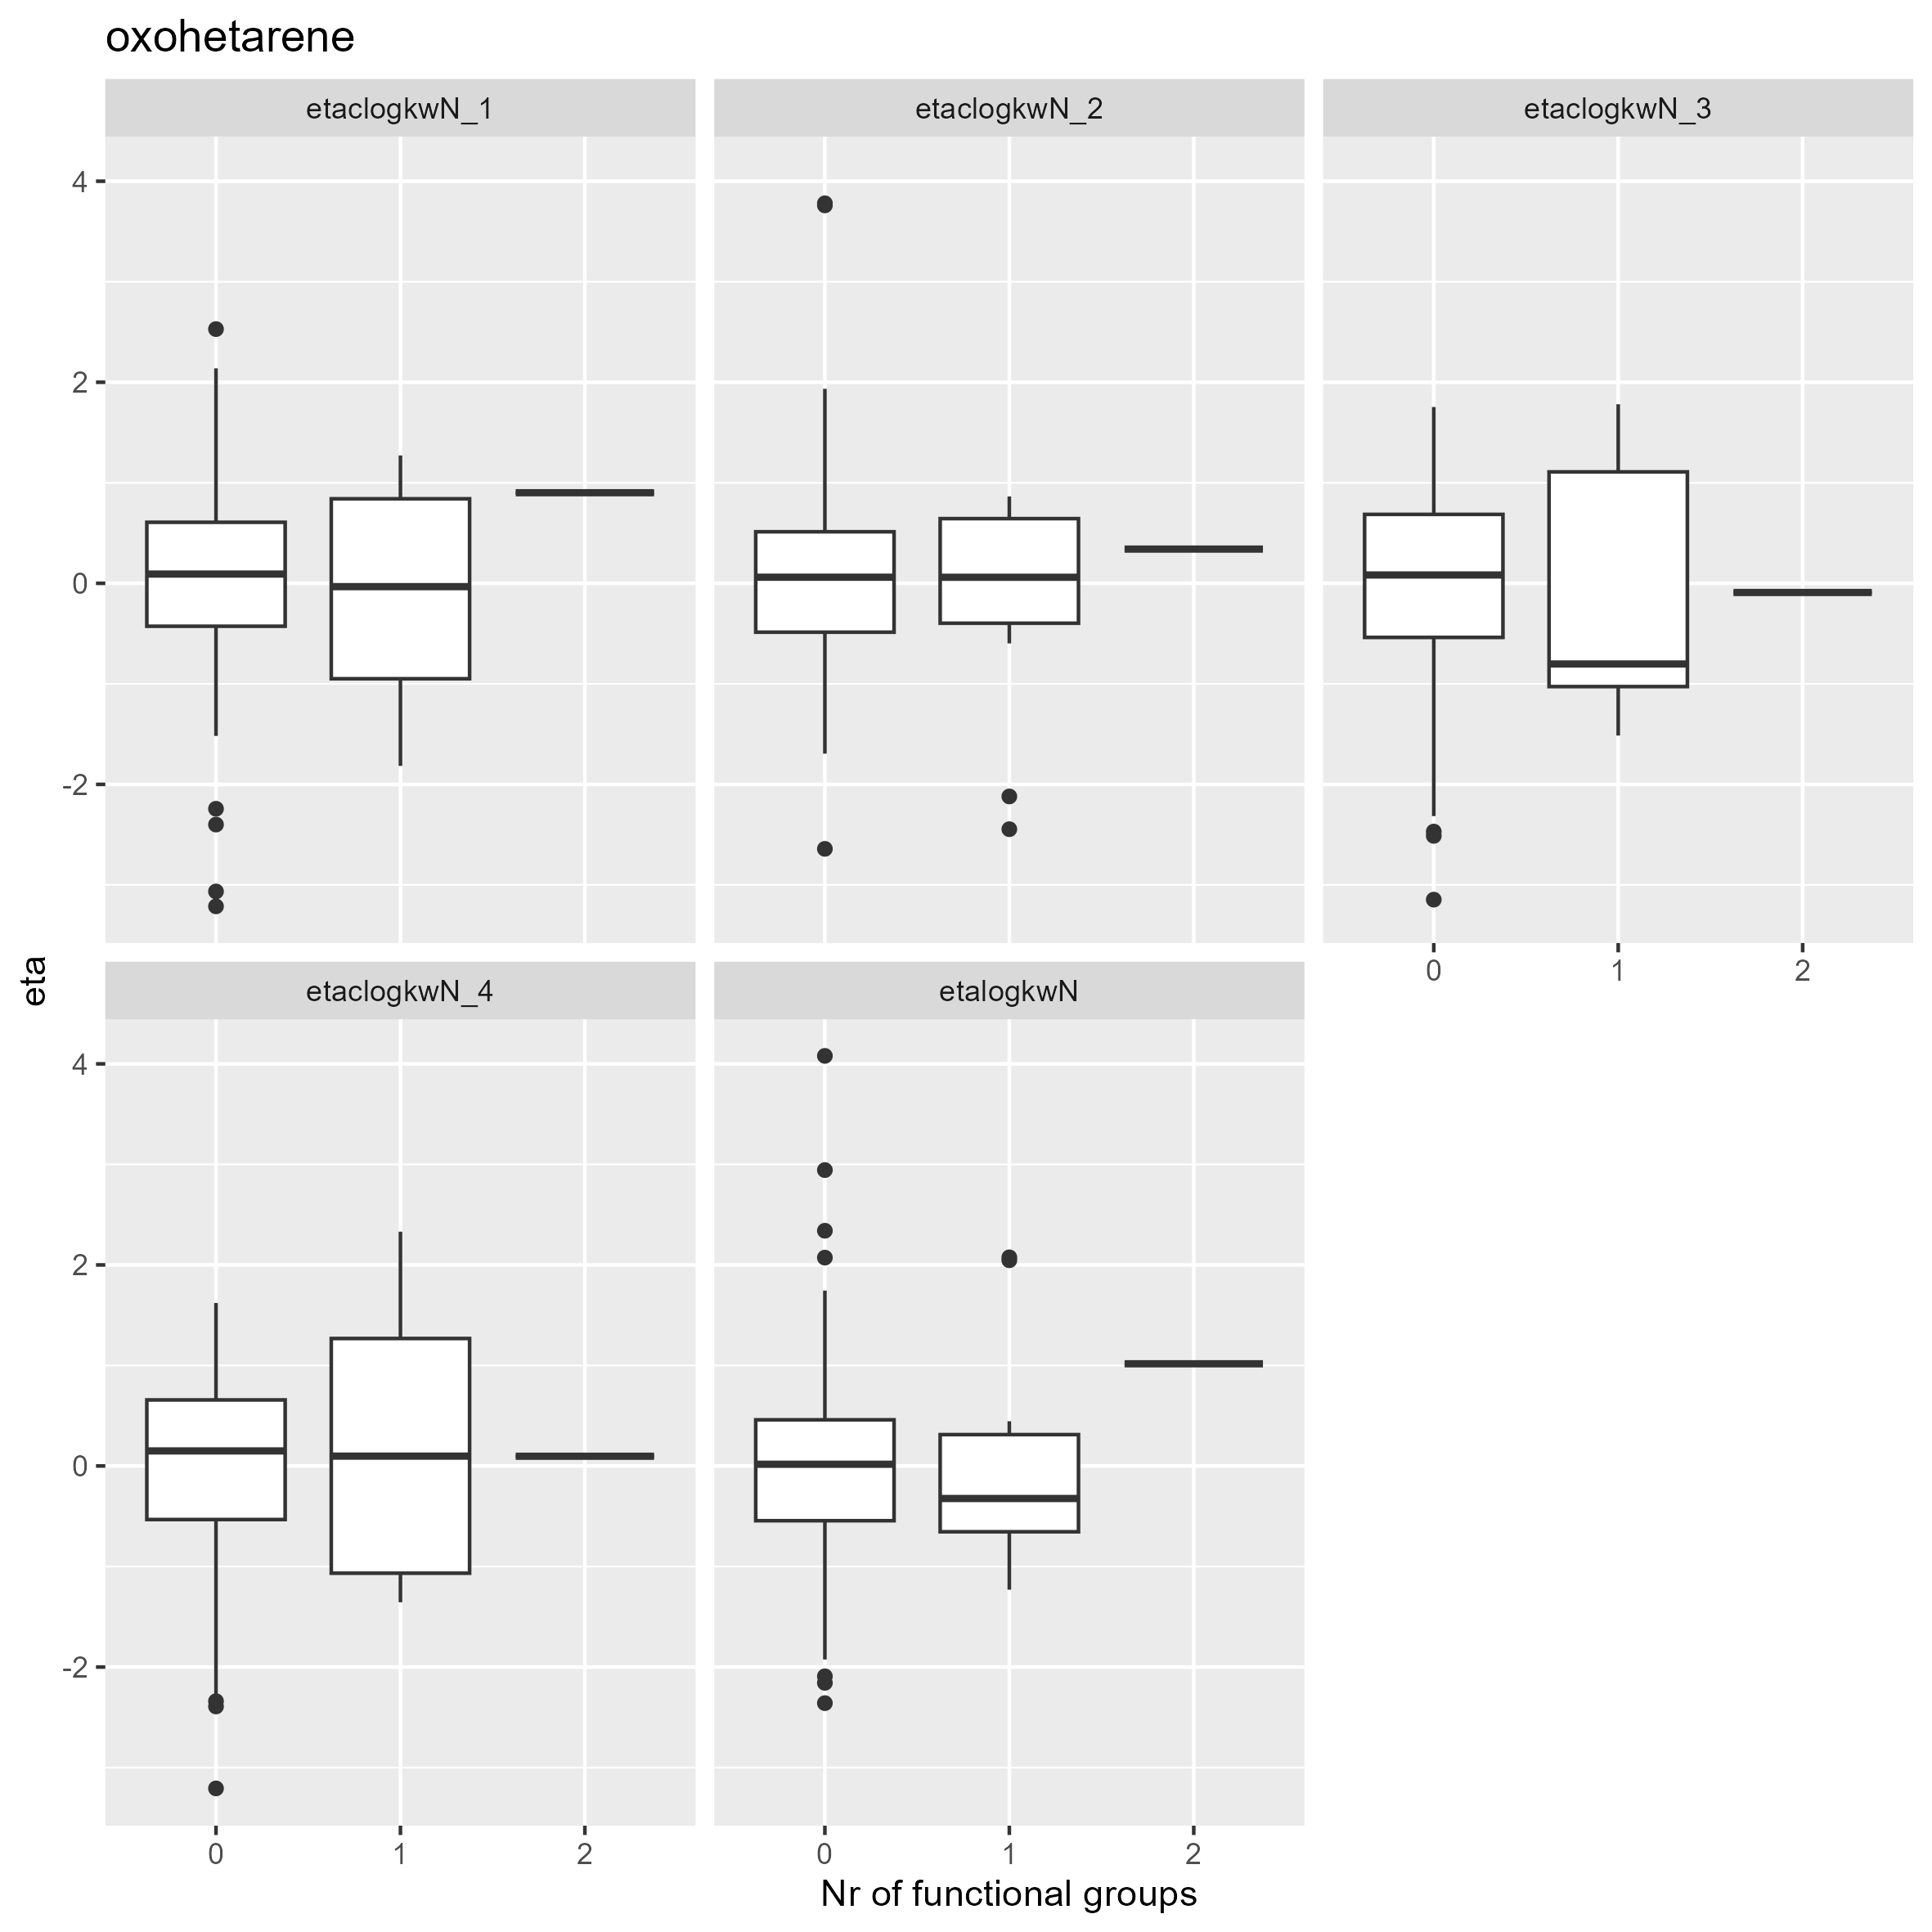 oxohetarene
etaclogkwN_1
etaclogkwN_2
etaclogkwN_3
4
2
0
-2
0 1 2
eta
etaclogkwN_4
etalogkwN
4
2
0
-2
0 1 2
0 1 2
Nr of functional groups